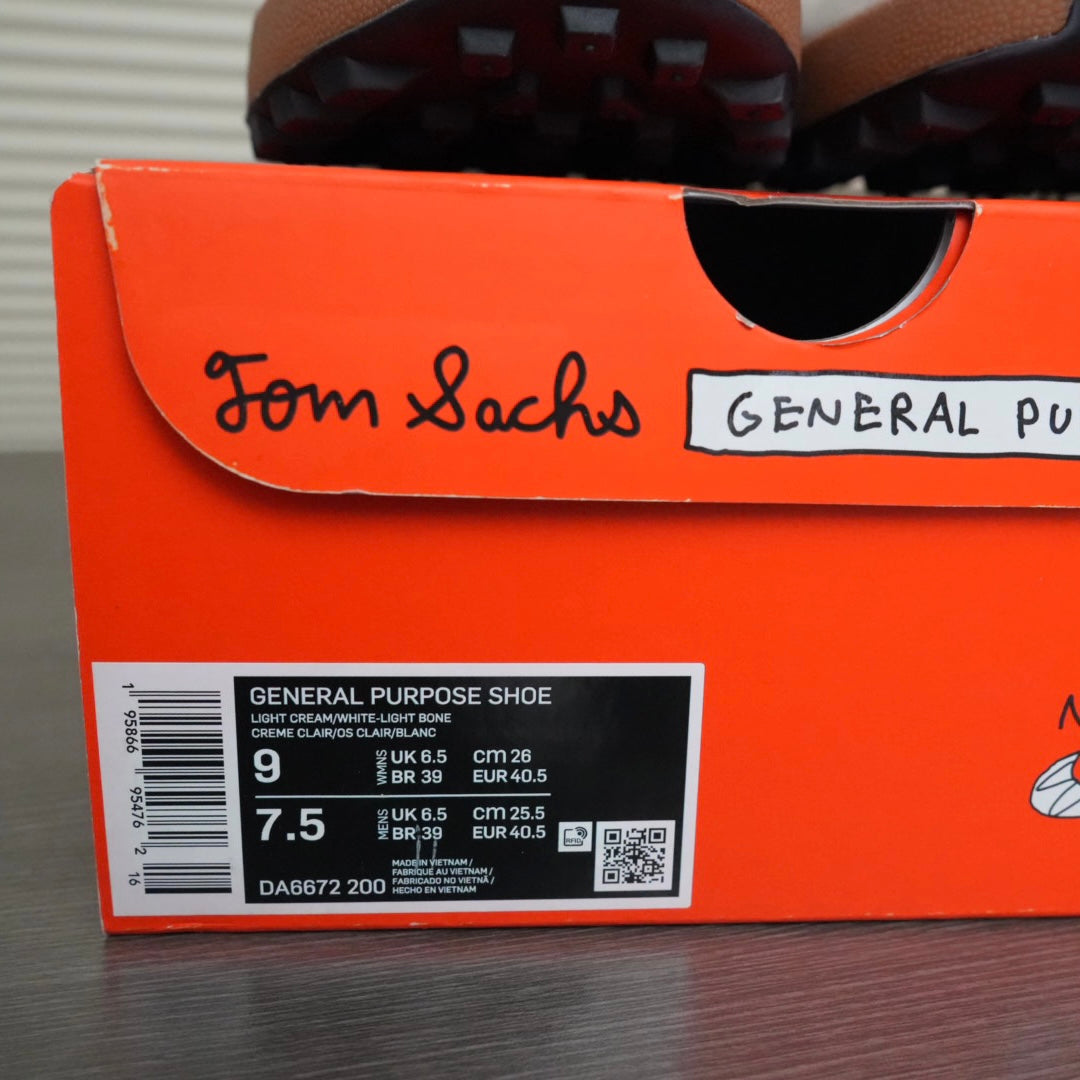 Tom Sachs
GENERAL PU
GENERAL PURPOSE SHOE
LIGHT CREAM/WHITE-LIGHT BONE
CREME CLAIR/OS CLAIR/BLANC
9 WMNS UK 6.5 cm 26
BR 39 EUR 40.5
7.5 MENS UK 6.5 cm 25.5
BR 39 EUR 40.5
RFID
MADE IN VIETNAM /
FABRIQUÉ AU VIETNAM /
FABRICADO NO VIETNÃ /
DA6672 200 HECHO EN VIETNAM
1 95866 95476 2 16
N